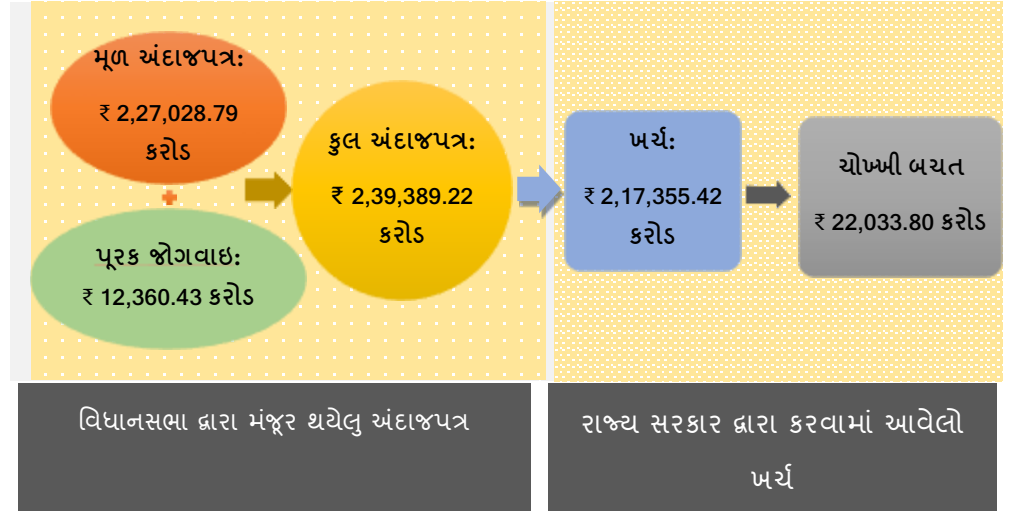 મૂળ અંદાજપત્ર:
₹ 2,27,028.79
કરોડ
પૂરક જોગવાઇ:
₹ 12,360.43 કરોડ
કુલ અંદાજપત્ર:
₹ 2,39,389.22
કરોડ
ખર્ચ:
₹ 2,17,355.42
કરોડ
ચોખ્ખી બચત
₹ 22,033.80 કરોડ
વિધાનસભા દ્વારા મંજૂર થયેલુ અંદાજપત્ર
રાજ્ય સરકાર દ્વારા કરવામાં આવેલો
ખર્ચ